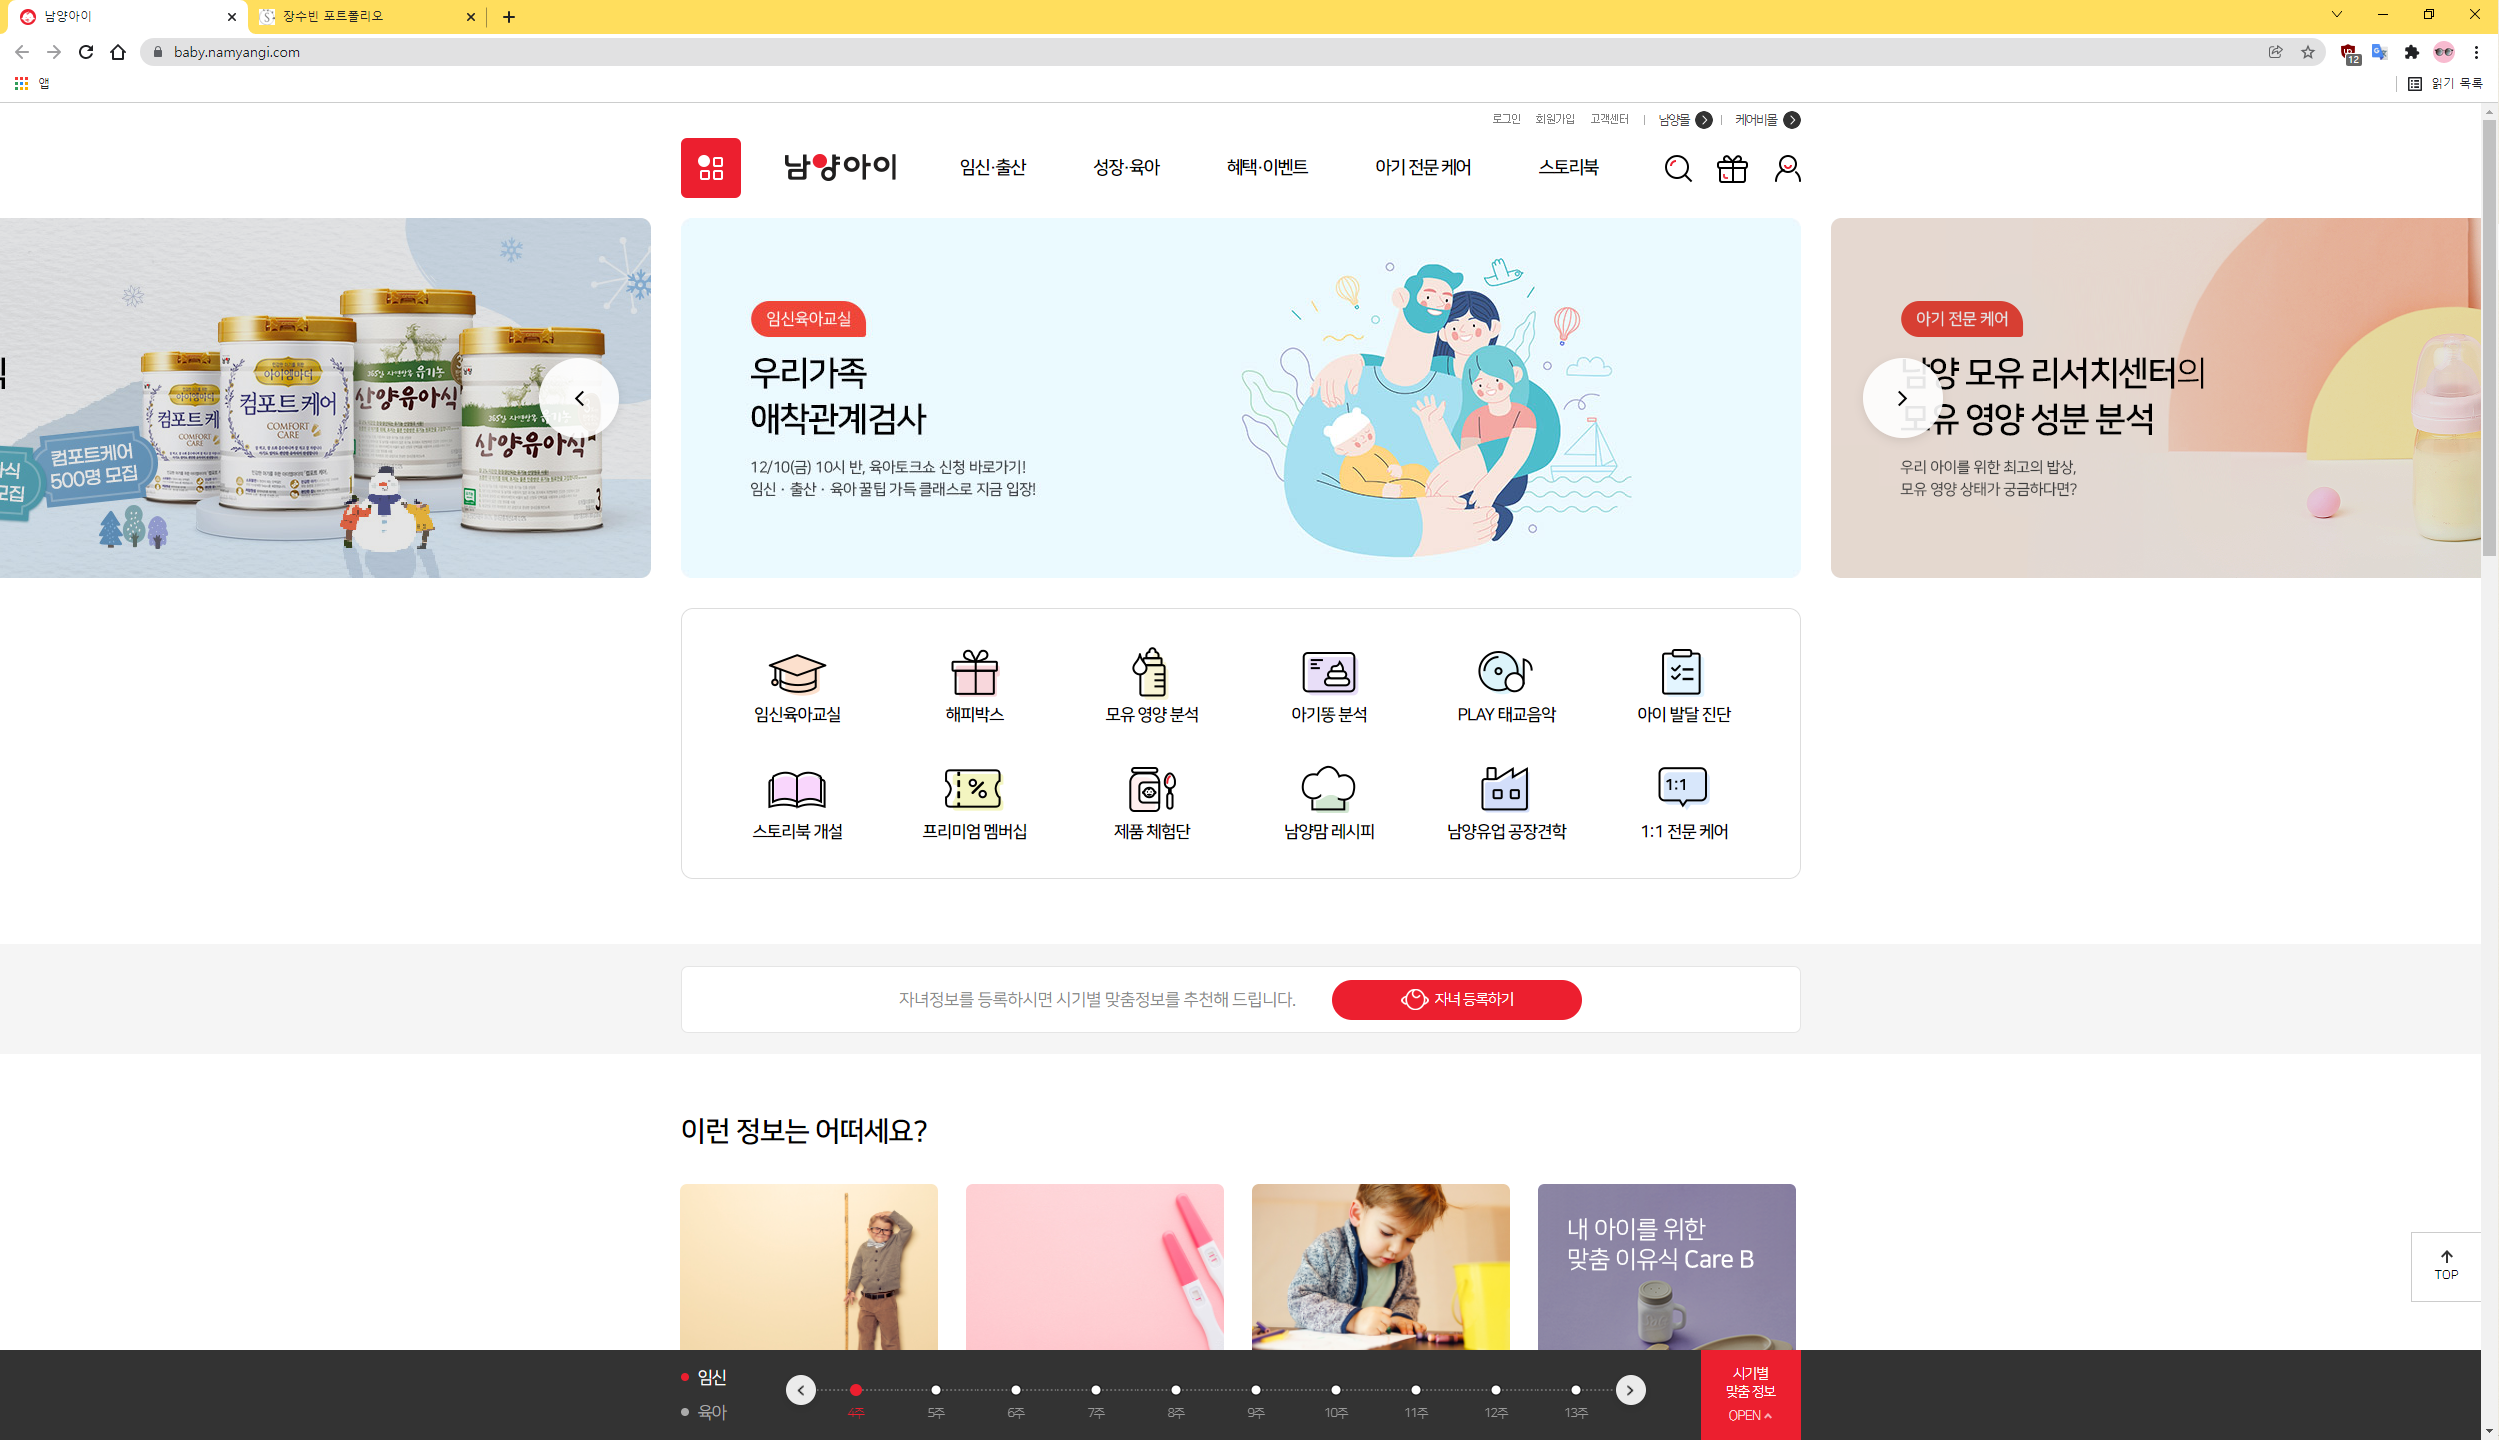 남양아이
장수빈 포트폴리오
baby.namyangi.com
12
앱
읽기 목록
로그인 회원가입 고객센터 | 남양몰 | 케어비몰
남양아이 임신·출산 성장·육아 혜택·이벤트 아기 전문 케어 스토리북
컴포트케어
500명 모집
아이엠마더
컴포트 케어
COMFORT
CARE
산양유아식
산양유아식
3
임신육아교실
우리가족
애착관계검사
12/10(금) 10시 반, 육아토크쇼 신청 바로가기!
임신 · 출산 · 육아 꿀팁 가득 클래스로 지금 입장!
아기 전문 케어
남양 모유 리서치센터의
모유 영양 성분 분석
우리 아이를 위한 최고의 밥상,
모유 영양 상태가 궁금하다면?
임신육아교실 해피박스 모유 영양 분석 아기똥 분석 PLAY 태교음악 아이 발달 진단
%
1:1
스토리북 개설 프리미엄 멤버십 제품 체험단 남양맘 레시피 남양유업 공장견학 1:1 전문 케어
자녀정보를 등록하시면 시기별 맞춤정보를 추천해 드립니다. 자녀 등록하기
이런 정보는 어떠세요?
내 아이를 위한
맞춤 이유식 Care B
TOP
임신
육아
4주 5주 6주 7주 8주 9주 10주 11주 12주 13주
시기별
맞춤 정보
OPEN